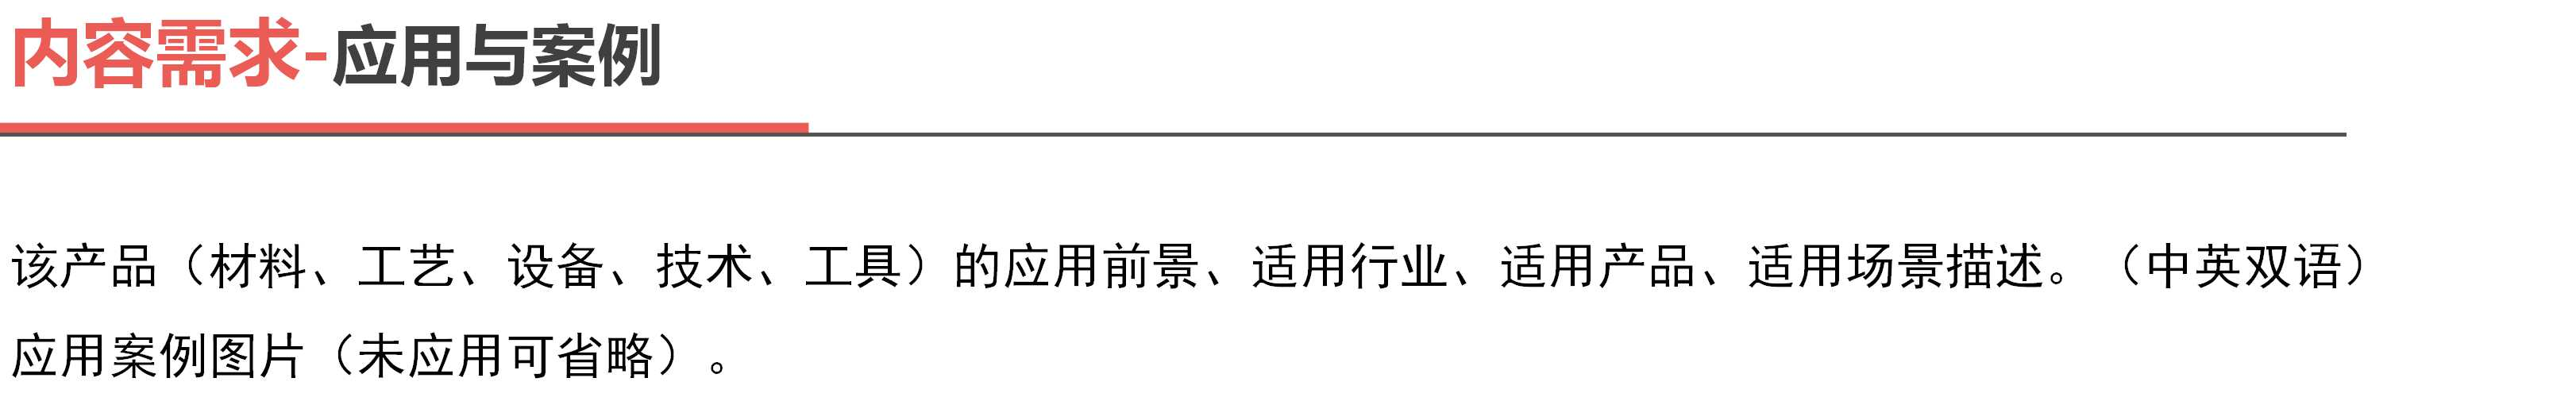 内容需求-应用与案例
该产品（材料、工艺、设备、技术、工具）的应用前景、适用行业、适用产品、适用场景描述。（中英双语）
应用案例图片（未应用可省略）。